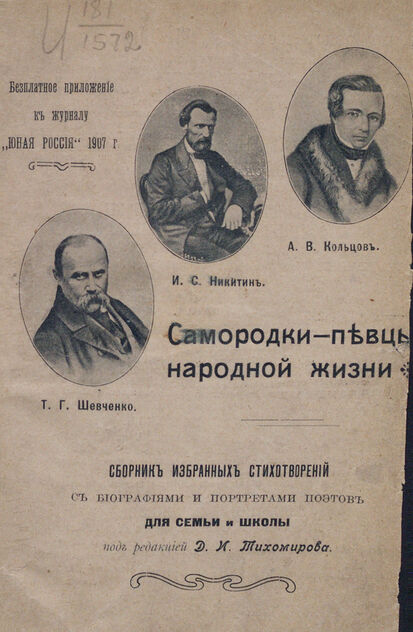 И 181
1572
Безплатное приложеніе
къ журналу
„ЮНАЯ РОССІЯ“ 1907 г
А. В. Кольцовъ.
И. С. Никитинъ.
Т. Г. Шевченко.
Самородки—пѣвцы
народной жизни
СБОРНИКЪ ИЗБРАННЫХЪ СТИХОТВОРЕНІЙ
СЪ БІОГРАФІЯМИ И ПОРТРЕТАМИ ПОЭТОВЪ
ДЛЯ СЕМЬИ и ШКОЛЫ
подъ редакціей Д. И. Тихомирова.